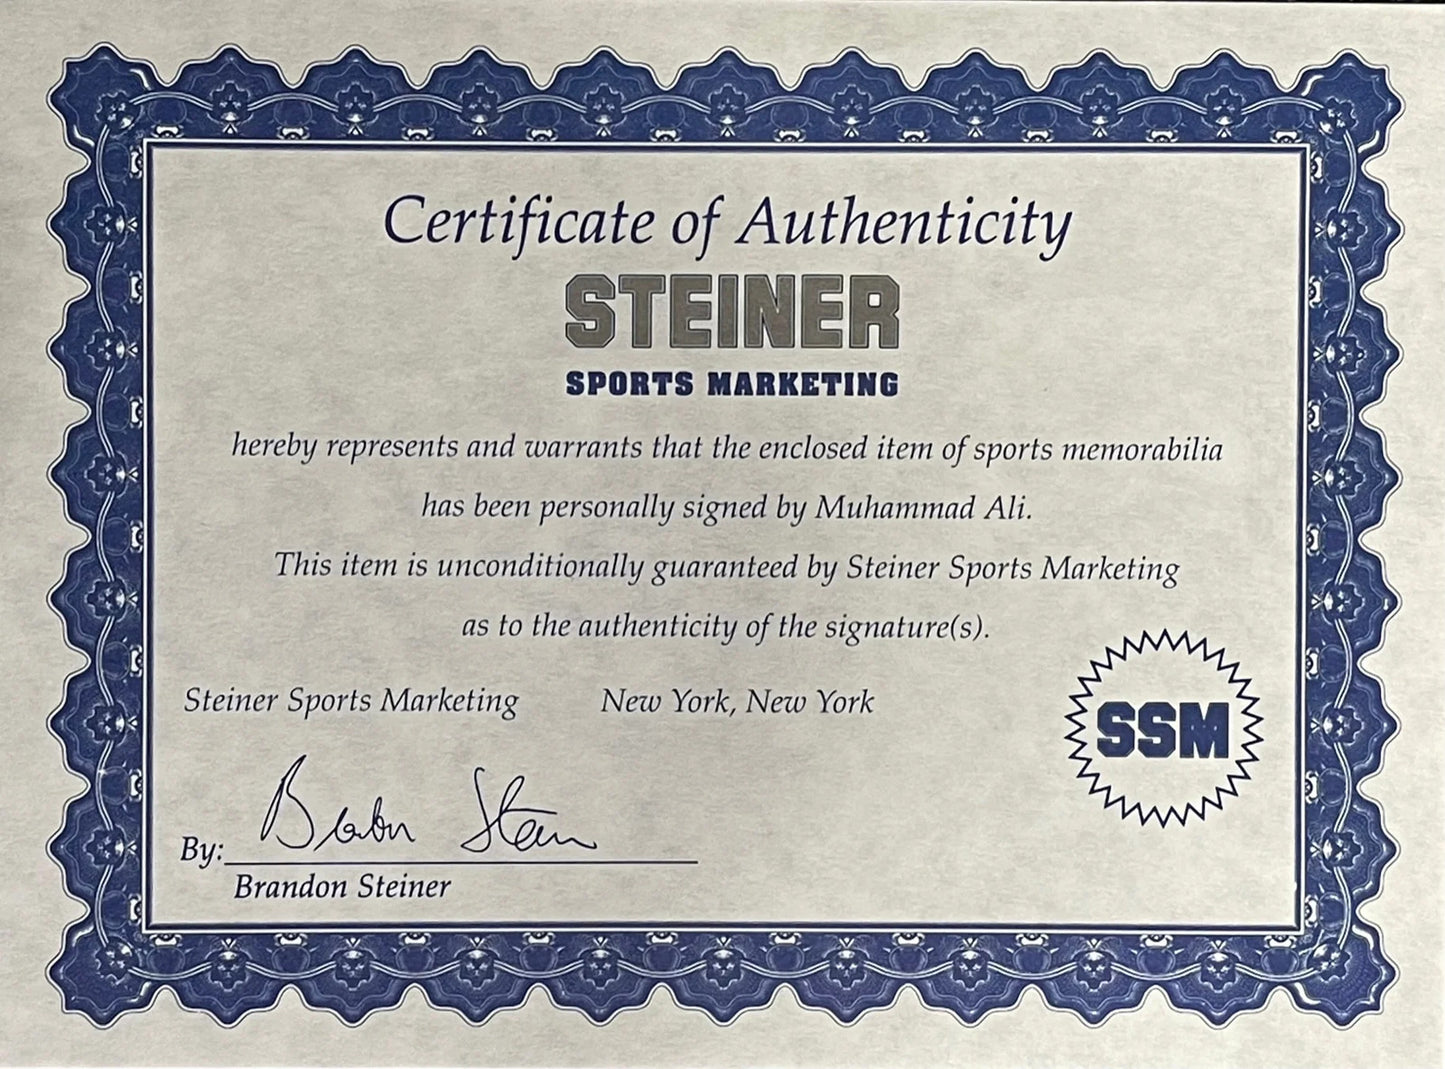 Certificate of Authenticity
STEINER
SPORTS MARKETING
hereby represents and warrants that the enclosed item of sports memorabilia
has been personally signed by Muhammad Ali.
This item is unconditionally guaranteed by Steiner Sports Marketing
as to the authenticity of the signature(s).
Steiner Sports Marketing New York, New York
SSM
By:
Brandon Steiner